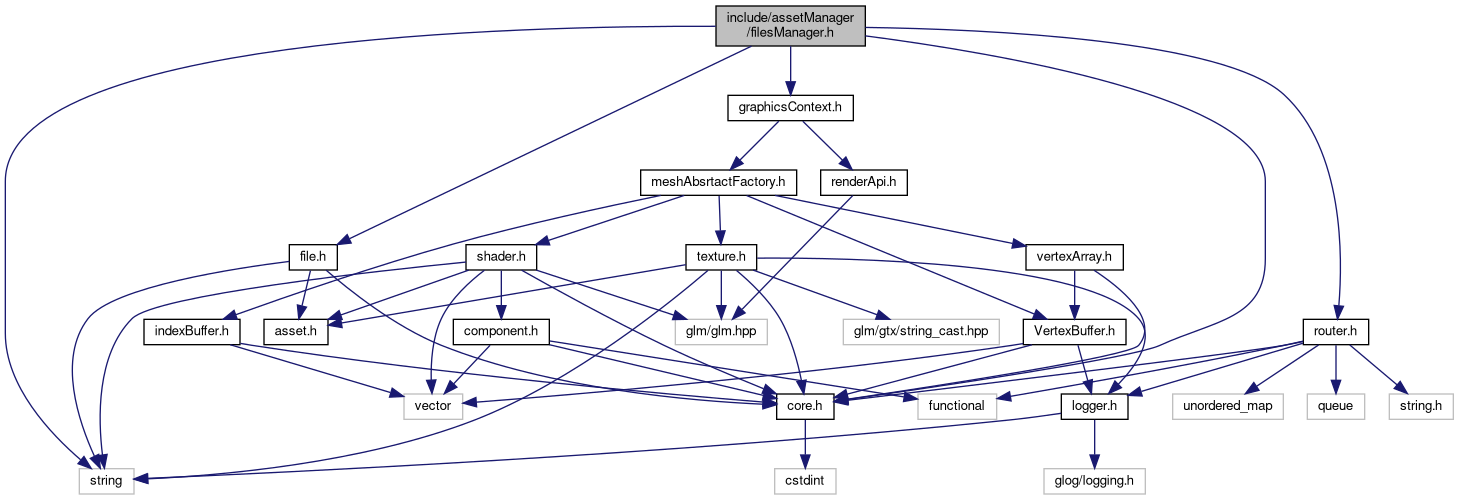 include/assetManager
/filesManager.h
graphicsContext.h
meshAbsrtactFactory.h
renderApi.h
file.h
shader.h
texture.h
vertexArray.h
indexBuffer.h
asset.h
component.h
glm/glm.hpp
glm/gtx/string_cast.hpp
VertexBuffer.h
router.h
vector
core.h
functional
logger.h
unordered_map
queue
string.h
string
cstdint
glog/logging.h